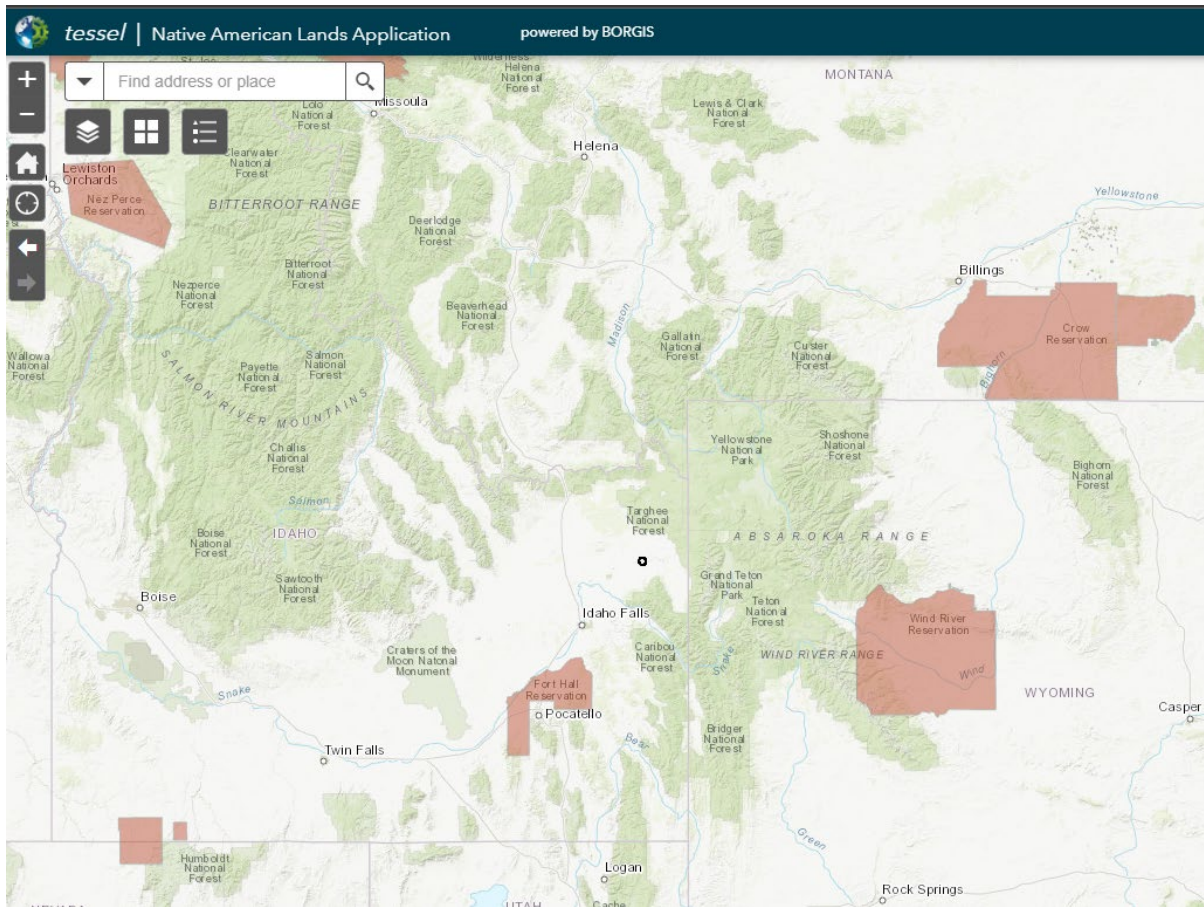 tessel | Native American Lands Application
powered by BORGIS
Find address or place
Wilderness
Helena
National
Forest
MONTANA
Missoula
Lewis & Clark
National
Forest
Lolo
National
Forest
Helena
Clearwater
National
Forest
Lewiston
Orchards
Nez Perce
Reservation
BITTERROOT RANGE
Yellowstone
Deerlodge
National
Forest
Bitterroot
National
Forest
Billings
Nezperce
National
Forest
Beaverhead
National
Forest
Madison
Gallatin
National
Forest
Crow
Reservation
Custer
National
Forest
Bighorn
Wallowa
National
Forest
Salmon
National
Forest
Payette
National
Forest
SALMON RIVER MOUNTAINS
Yellowstone
National
Park
Shoshone
National
Forest
Challis
National
Forest
Bighorn
National
Forest
Salmon
IDAHO
Boise
National
Forest
Targhee
National
Forest
ABSAROKA RANGE
Sawtooth
National
Forest
Grand Teton
National
Park
Teton
National
Forest
Boise
Idaho Falls
Wind River
Reservation
Craters of the
Moon National
Monument
Caribou
National
Forest
Snake
WIND RIVER RANGE
Wind
Snake
Fort Hall
Reservation
WYOMING
Pocatello
Casper
Bridger
National
Forest
Bear
Twin Falls
Green
Humboldt
National
Forest
Logan
Rock Springs
UTAH
Cache